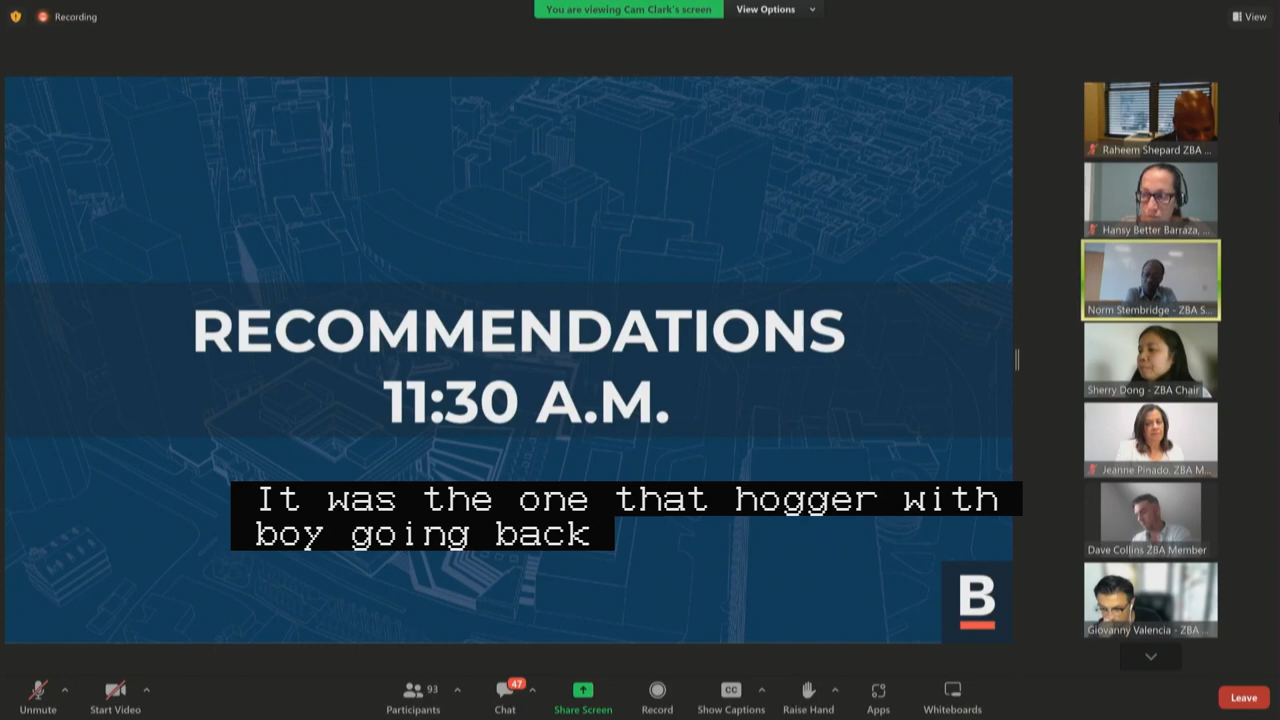 Recording
You are viewing Cam Clark's screen
View Options
View
RECOMMENDATIONS
11:30 A.M.
It was the one that hogger with
boy going back
B
Raheem Shepard ZBA ...
Hansy Better Barraza, ...
Norm Stembridge - ZBA S...
Sherry Dong - ZBA Chair
Jeanne Pinado, ZBA M...
Dave Collins ZBA Member
Giovanny Valencia - ZBA ...
Unmute
Start Video
93
Participants
47
Chat
Share Screen
Record
CC
Show Captions
Raise Hand
Apps
Whiteboards
Leave